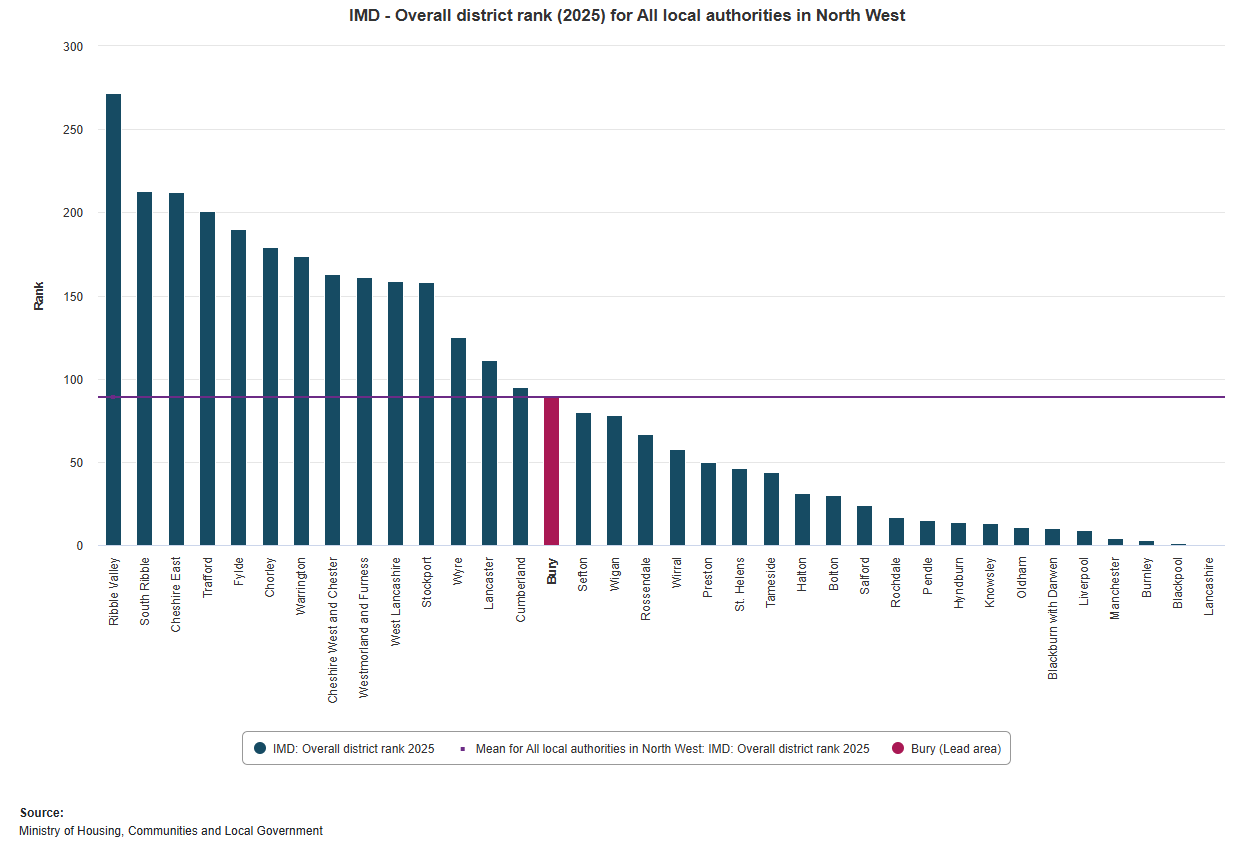 IMD - Overall district rank (2025) for All local authorities in North West
300
250
200
150
100
50
0
Rank
Ribble Valley
South Ribble
Cheshire East
Trafford
Fylde
Chorley
Warrington
Cheshire West and Chester
Westmorland and Furness
West Lancashire
Stockport
Wyre
Lancaster
Cumberland
Bury
Sefton
Wigan
Rossendale
Wirral
Preston
St. Helens
Tameside
Halton
Bolton
Salford
Rochdale
Pendle
Hyndburn
Knowsley
Oldham
Blackburn with Darwen
Liverpool
Manchester
Burnley
Blackpool
Lancashire
IMD: Overall district rank 2025
Mean for All local authorities in North West: IMD: Overall district rank 2025
Bury (Lead area)
Source:
Ministry of Housing, Communities and Local Government